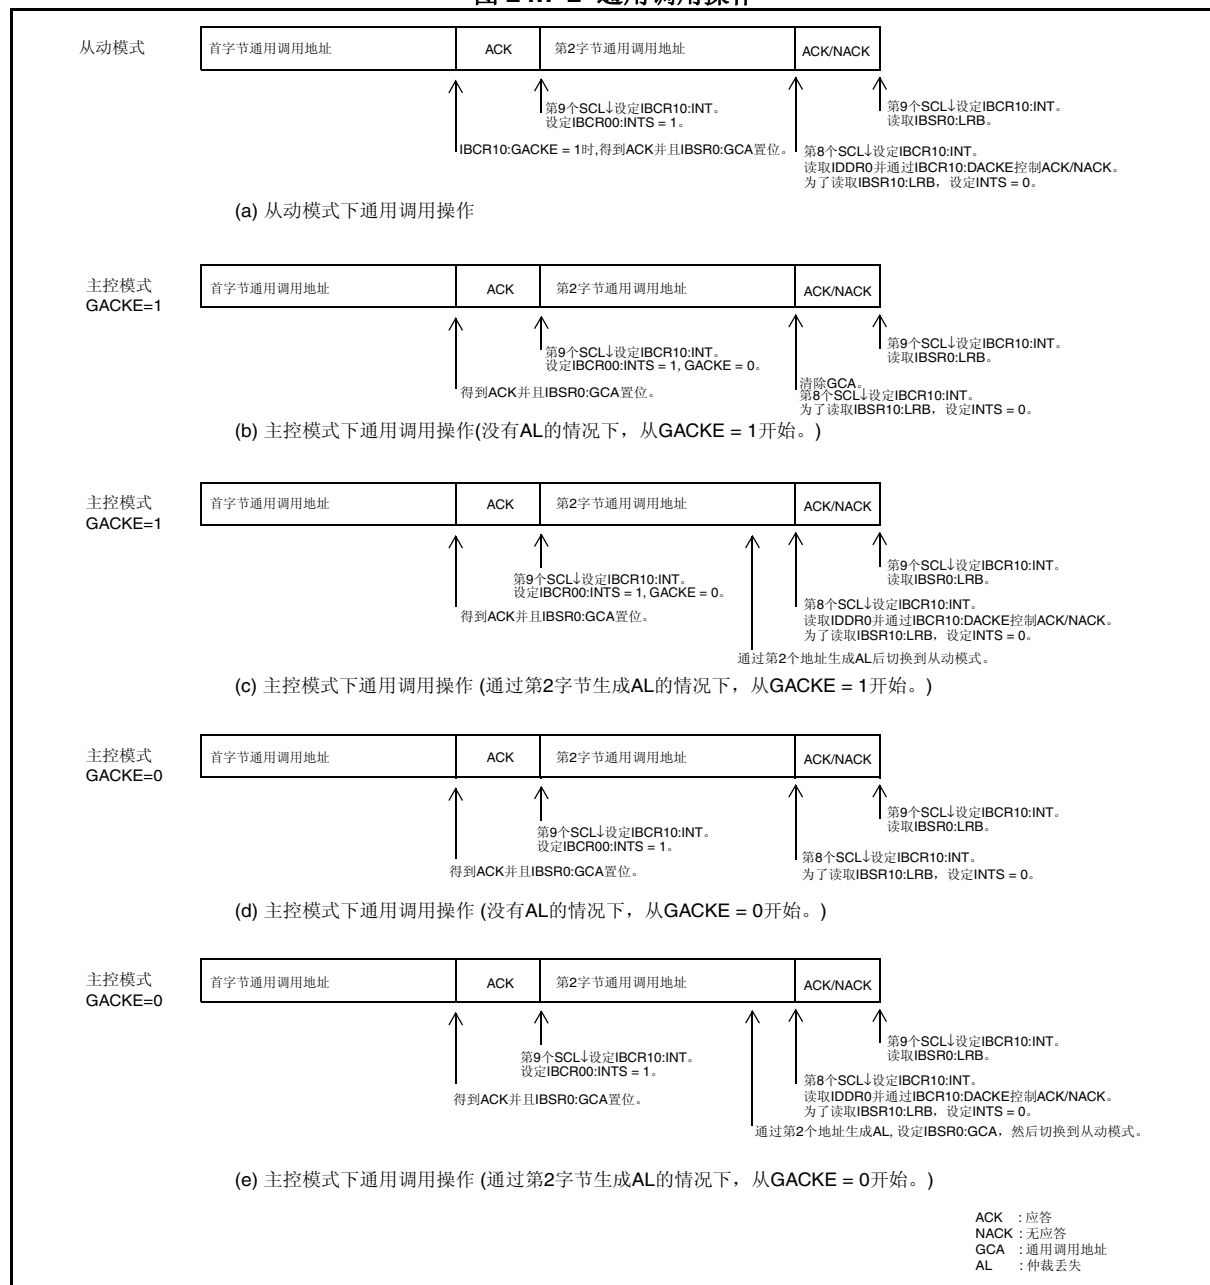 从动模式
首字节通用调用地址
ACK
第2字节通用调用地址
ACK/NACK
第9个SCL↓设定IBCR10:INT。
设定IBCR00:INTS = 1。
第9个SCL↓设定IBCR10:INT。
读取IBSR0:LRB。
IBCR10:GACKE = 1时,得到ACK并且IBSR0:GCA置位。
第8个SCL↓设定IBCR10:INT。
读取IDDR0并通过IBCR10:DACKE控制ACK/NACK。
为了读取IBSR10:LRB，设定INTS = 0。
(a) 从动模式下通用调用操作
主控模式
GACKE=1
首字节通用调用地址
ACK
第2字节通用调用地址
ACK/NACK
第9个SCL↓设定IBCR10:INT。
设定IBCR00:INTS = 1, GACKE = 0。
第9个SCL↓设定IBCR10:INT。
读取IBSR0:LRB。
得到ACK并且IBSR0:GCA置位。
清除GCA。
第8个SCL↓设定IBCR10:INT。
为了读取IBSR10:LRB，设定INTS = 0。
(b) 主控模式下通用调用操作(没有AL的情况下，从GACKE = 1开始。)
主控模式
GACKE=1
首字节通用调用地址
ACK
第2字节通用调用地址
ACK/NACK
第9个SCL↓设定IBCR10:INT。
设定IBCR00:INTS = 1, GACKE = 0。
第9个SCL↓设定IBCR10:INT。
读取IBSR0:LRB。
得到ACK并且IBSR0:GCA置位。
第8个SCL↓设定IBCR10:INT。
读取IDDR0并通过IBCR10:DACKE控制ACK/NACK。
为了读取IBSR10:LRB，设定INTS = 0。
通过第2个地址生成AL后切换到从动模式。
(c) 主控模式下通用调用操作 (通过第2字节生成AL的情况下，从GACKE = 1开始。)
主控模式
GACKE=0
首字节通用调用地址
ACK
第2字节通用调用地址
ACK/NACK
第9个SCL↓设定IBCR10:INT。
设定IBCR00:INTS = 1。
第9个SCL↓设定IBCR10:INT。
读取IBSR0:LRB。
得到ACK并且IBSR0:GCA置位。
第8个SCL↓设定IBCR10:INT。
为了读取IBSR10:LRB，设定INTS = 0。
(d) 主控模式下通用调用操作 (没有AL的情况下，从GACKE = 0开始。)
主控模式
GACKE=0
首字节通用调用地址
ACK
第2字节通用调用地址
ACK/NACK
第9个SCL↓设定IBCR10:INT。
设定IBCR00:INTS = 1。
第9个SCL↓设定IBCR10:INT。
读取IBSR0:LRB。
得到ACK并且IBSR0:GCA置位。
第8个SCL↓设定IBCR10:INT。
读取IDDR0并通过IBCR10:DACKE控制ACK/NACK。
为了读取IBSR10:LRB，设定INTS = 0。
通过第2个地址生成AL, 设定IBSR0:GCA，然后切换到从动模式。
(e) 主控模式下通用调用操作 (通过第2字节生成AL的情况下，从GACKE = 0开始。)
ACK : 应答
NACK : 无应答
GCA : 通用调用地址
AL : 仲裁丢失